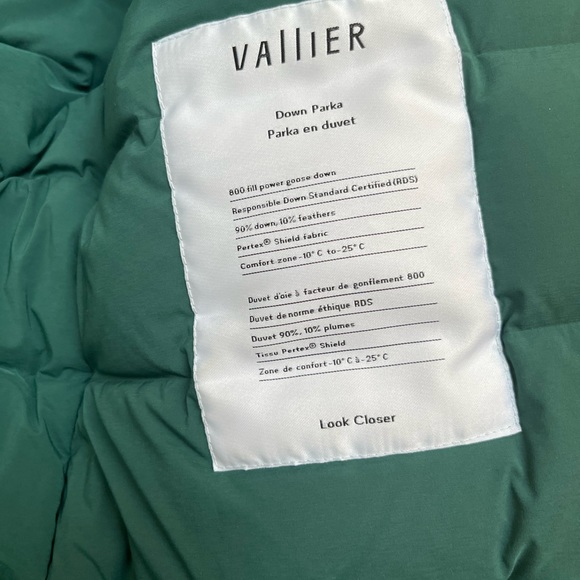 VALLIER
Down Parka
Parka en duvet
800 fill power goose down
Responsible Down Standard Certified (RDS)
90% down, 10% feathers
Pertex® Shield fabric
Comfort zone -10° C to -25° C
Duvet d'oie à facteur de gonflement 800
Duvet de norme éthique RDS
Duvet 90%, 10% plumes
Tissu Pertex® Shield
Zone de confort -10° C à -25° C
Look Closer